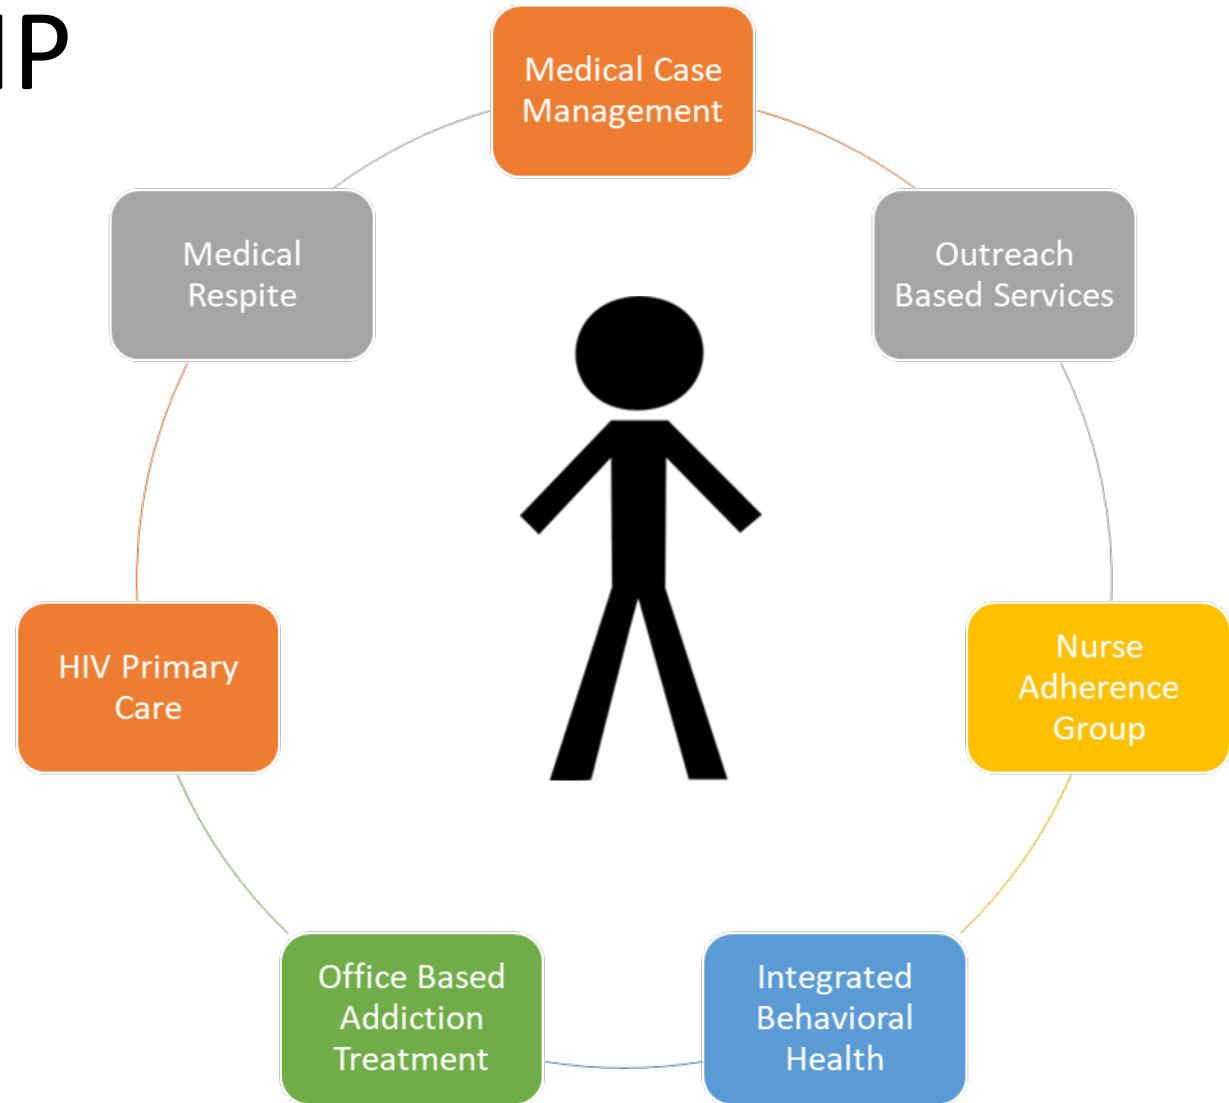 HP
Medical Case
Management
Medical
Respite
Outreach
Based Services
HIV Primary
Care
Nurse
Adherence
Group
Office Based
Addiction
Treatment
Integrated
Behavioral
Health